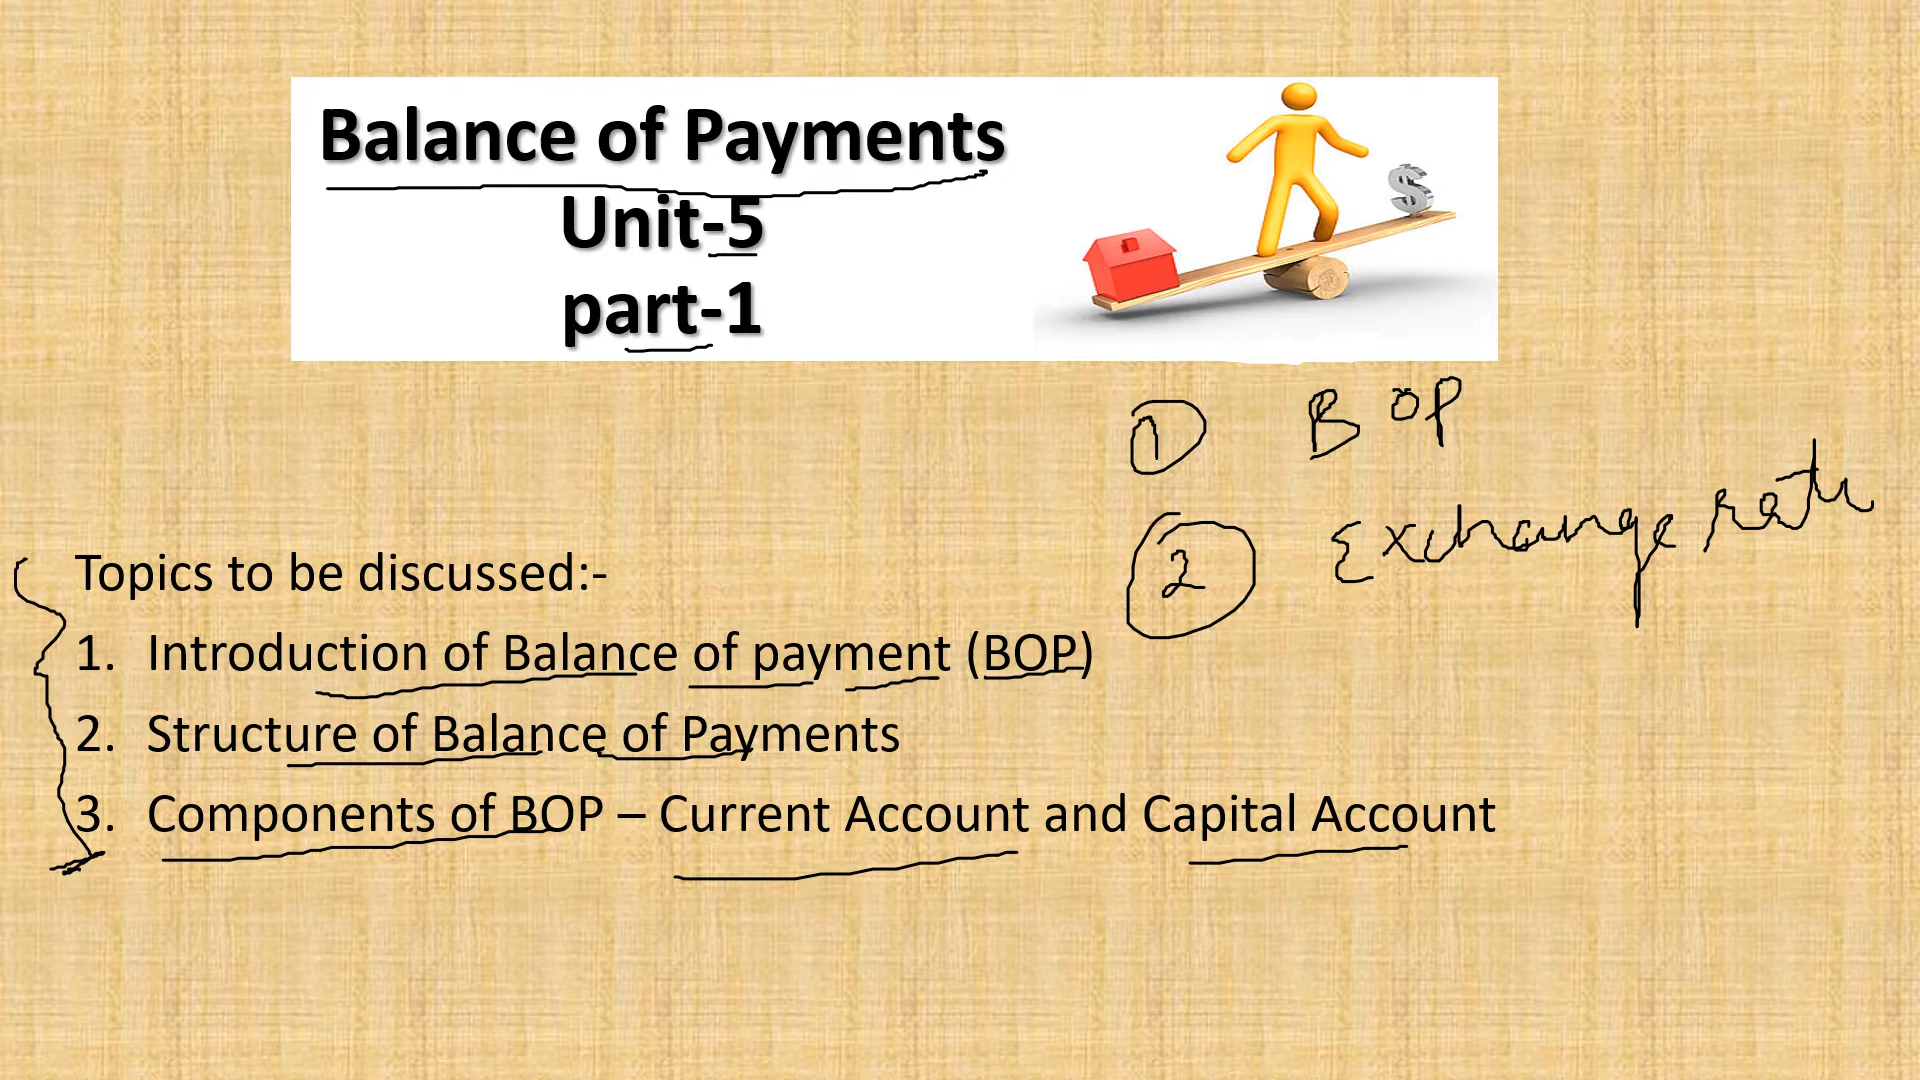 Balance of Payments
Unit-5
part-1
$
1 BOP
2 Exchange rate
Topics to be discussed:-
1. Introduction of Balance of payment (BOP)
2. Structure of Balance of Payments
3. Components of BOP – Current Account and Capital Account